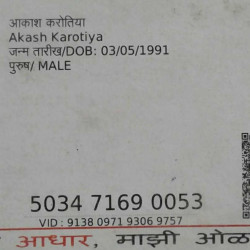 आकाश करोतिया
Akash Karotiya
जन्म तारीख/DOB: 03/05/1991
पुरुष/ MALE
5034 7169 0053
VID : 9138 0971 9306 9757
आधार, माझी